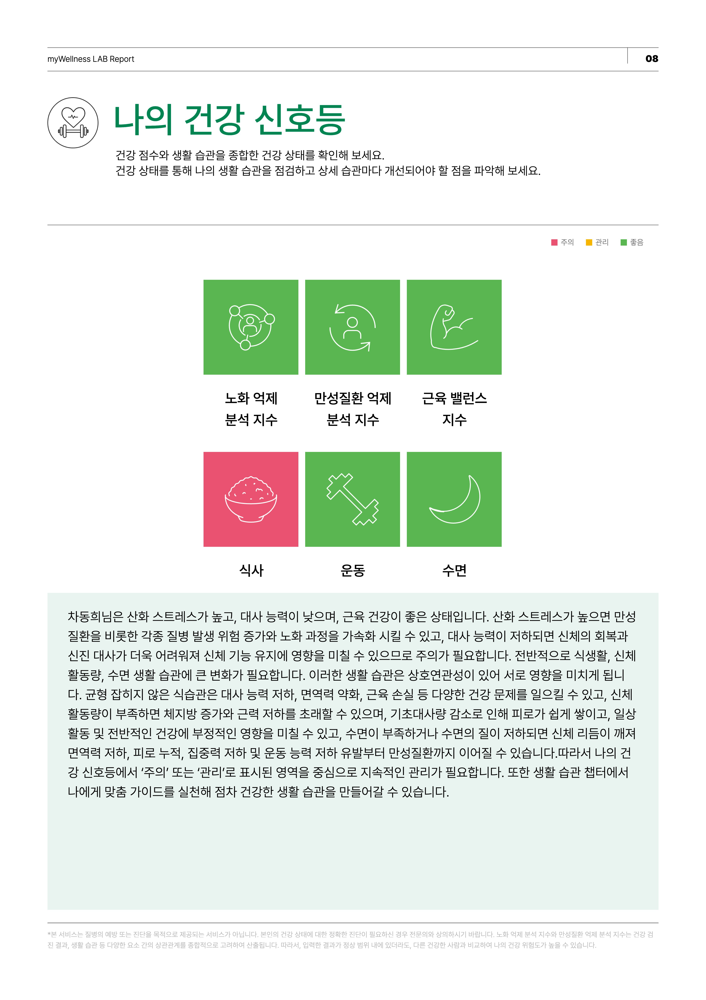 myWellness LAB Report
08
나의 건강 신호등
건강 점수와 생활 습관을 종합한 건강 상태를 확인해 보세요.
건강 상태를 통해 나의 생활 습관을 점검하고 상세 습관마다 개선되어야 할 점을 파악해 보세요.
주의 관리 좋음
노화 억제 만성질환 억제 근육 밸런스
분석 지수 분석 지수 지수
식사 운동 수면
차동희님은 산화 스트레스가 높고, 대사 능력이 낮으며, 근육 건강이 좋은 상태입니다. 산화 스트레스가 높으면 만성
질환을 비롯한 각종 질병 발생 위험 증가와 노화 과정을 가속화 시킬 수 있고, 대사 능력이 저하되면 신체의 회복과
신진 대사가 더욱 어려워져 신체 기능 유지에 영향을 미칠 수 있으므로 주의가 필요합니다. 전반적으로 식생활, 신체
활동량, 수면 생활 습관에 큰 변화가 필요합니다. 이러한 생활 습관은 상호연관성이 있어 서로 영향을 미치게 됩니
다. 균형 잡히지 않은 식습관은 대사 능력 저하, 면역력 약화, 근육 손실 등 다양한 건강 문제를 일으킬 수 있고, 신체
활동량이 부족하면 체지방 증가와 근력 저하를 초래할 수 있으며, 기초대사량 감소로 인해 피로가 쉽게 쌓이고, 일상
활동 및 전반적인 건강에 부정적인 영향을 미칠 수 있고, 수면이 부족하거나 수면의 질이 저하되면 신체 리듬이 깨져
면역력 저하, 피로 누적, 집중력 저하 및 운동 능력 저하 유발부터 만성질환까지 이어질 수 있습니다.따라서 나의 건
강 신호등에서 ‘주의’ 또는 ‘관리’로 표시된 영역을 중심으로 지속적인 관리가 필요합니다. 또한 생활 습관 챕터에서
나에게 맞춤 가이드를 실천해 점차 건강한 생활 습관을 만들어갈 수 있습니다.
*본 서비스는 질병의 예방 또는 진단을 목적으로 제공되는 서비스가 아닙니다. 본인의 건강 상태에 대한 정확한 진단이 필요하신 경우 전문의와 상의하시기 바랍니다. 노화 억제 분석 지수와 만성질환 억제 분석 지수는 건강 검
진 결과, 생활 습관 등 다양한 요소 간의 상관관계를 종합적으로 고려하여 산출됩니다. 따라서, 입력한 결과가 정상 범위 내에 있더라도, 다른 건강한 사람과 비교하여 나의 건강 위험도가 높을 수 있습니다.